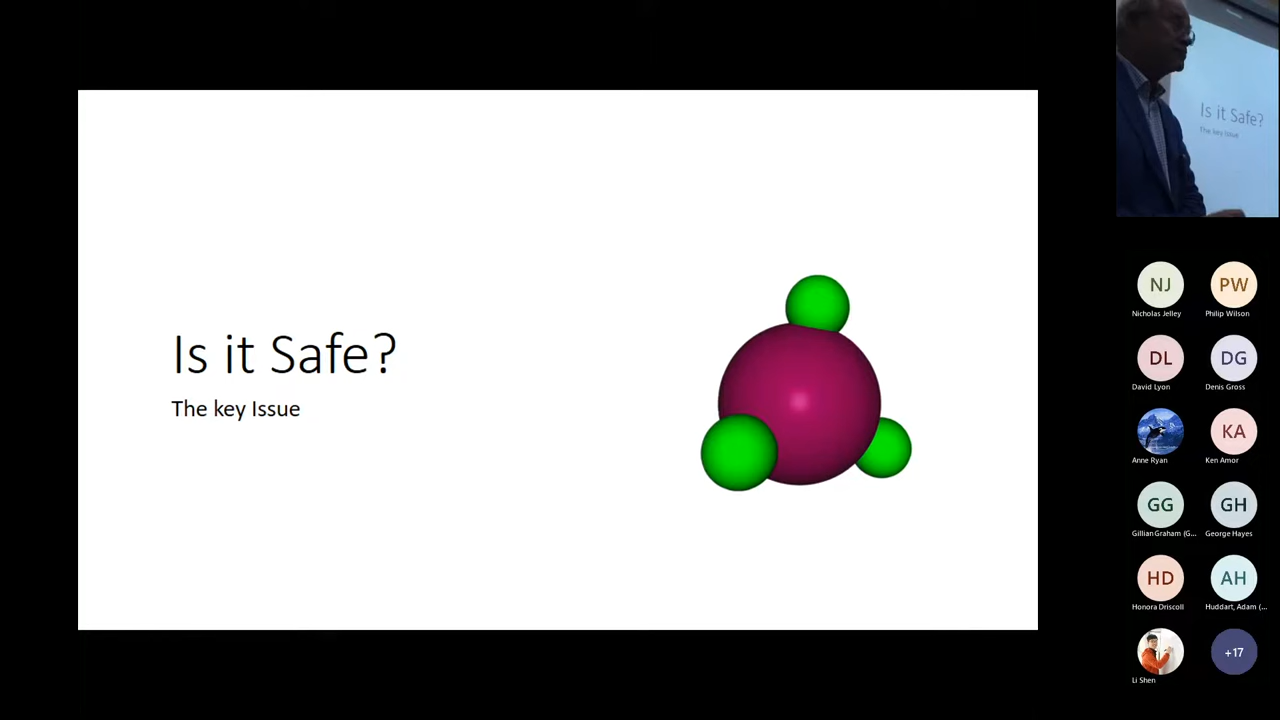 Is it Safe?
The key Issue
Is it Safe?
The key Issue
NJ
PW
Nicholas Jelley
Philip Wilson
DL
DG
David Lyon
Denis Gross
KA
Anne Ryan
Ken Amor
GG
GH
Gillian Graham (G...
George Hayes
HD
AH
Honora Driscoll
Huddart, Adam (...
+17
Li Shen